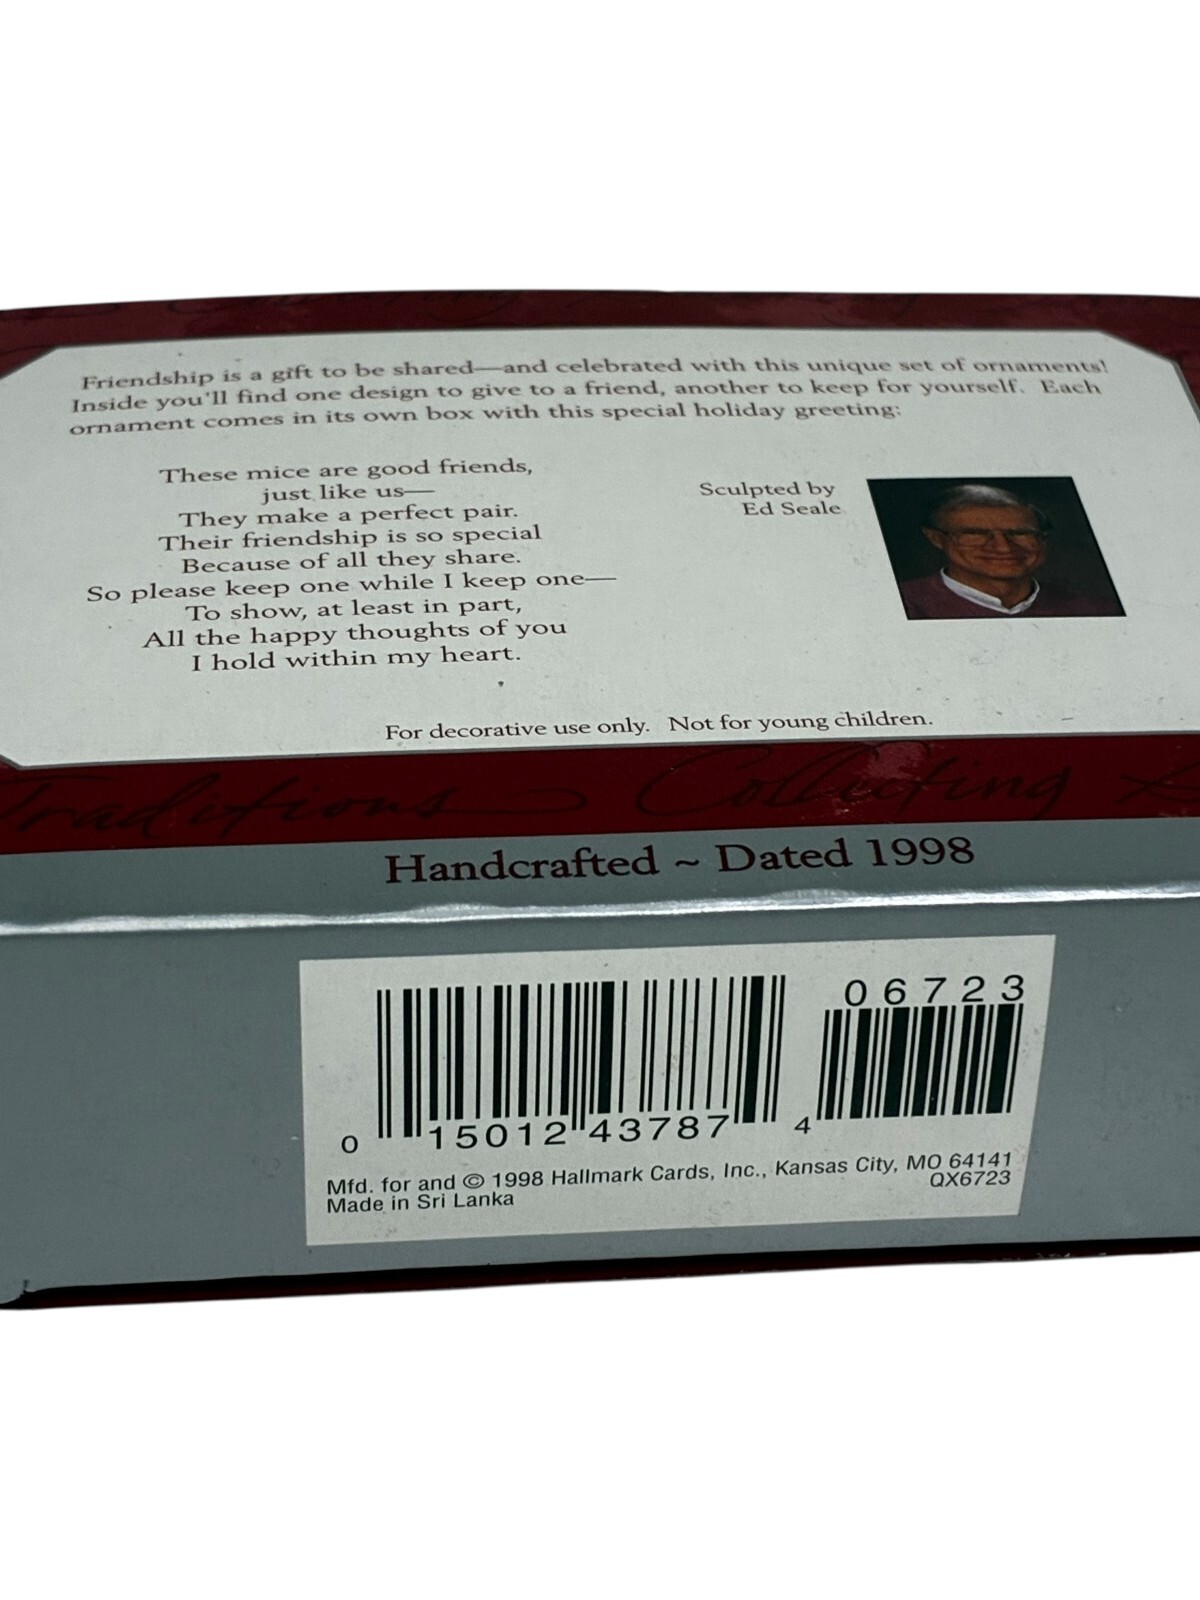 Friendship is a gift to be shared—and celebrated with this unique set of ornaments!
Inside you'll find one design to give to a friend, another to keep for yourself. Each
ornament comes in its own box with this special holiday greeting:
These mice are good friends,
just like us—
They make a perfect pair.
Their friendship is so special
Because of all they share.
So please keep one while I keep one—
To show, at least in part,
All the happy thoughts of you
I hold within my heart.
Sculpted by
Ed Seale
For decorative use only. Not for young children.
Traditions Collecting
Handcrafted ~ Dated 1998
06723
0 15012 43787 4
Mfd. for and © 1998 Hallmark Cards, Inc., Kansas City, MO 64141
QX6723
Made in Sri Lanka